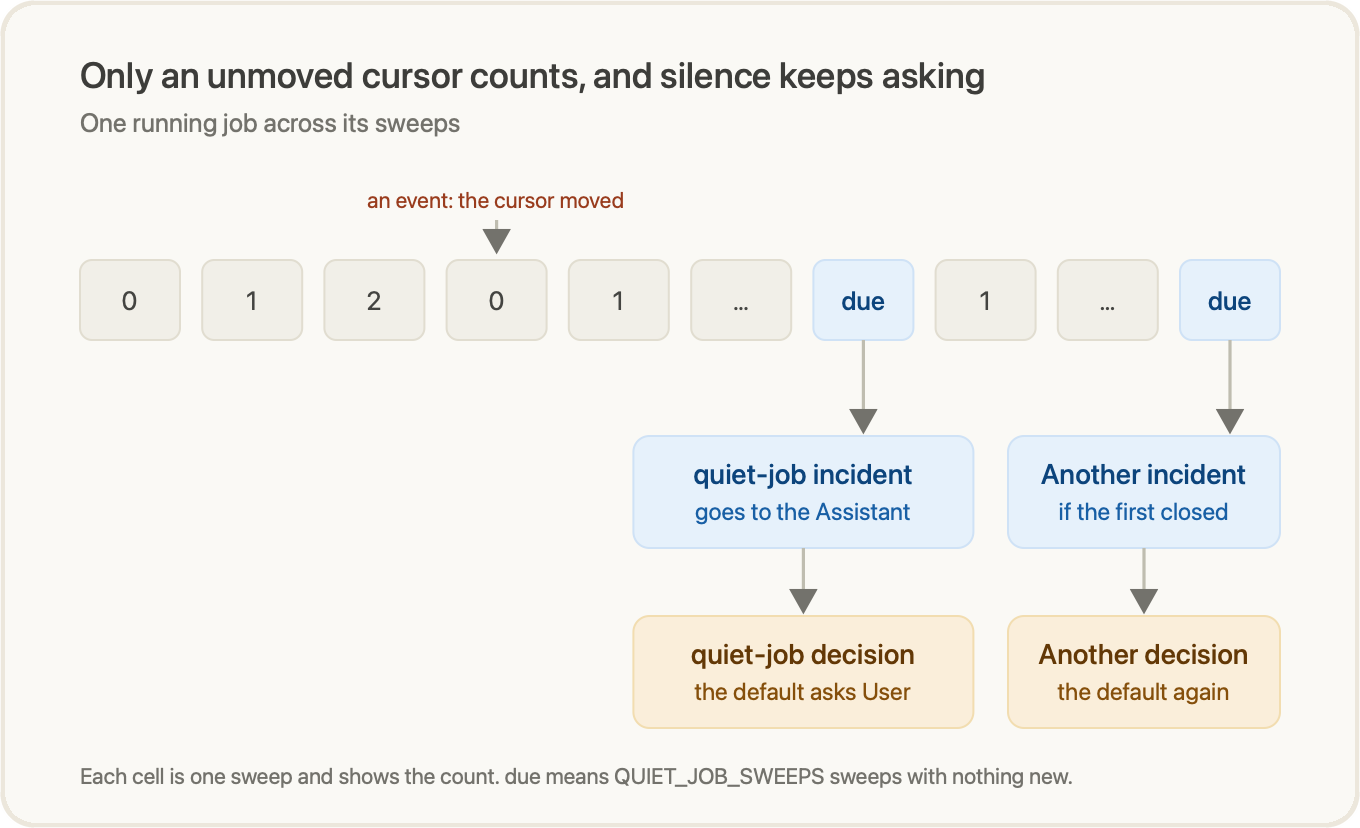 Only an unmoved cursor counts, and silence keeps asking
One running job across its sweeps
an event: the cursor moved
0 1 2 0 1 ... due 1 ... due
quiet-job incident
goes to the Assistant
Another incident
if the first closed
quiet-job decision
the default asks User
Another decision
the default again
Each cell is one sweep and shows the count. due means QUIET_JOB_SWEEPS sweeps with nothing new.